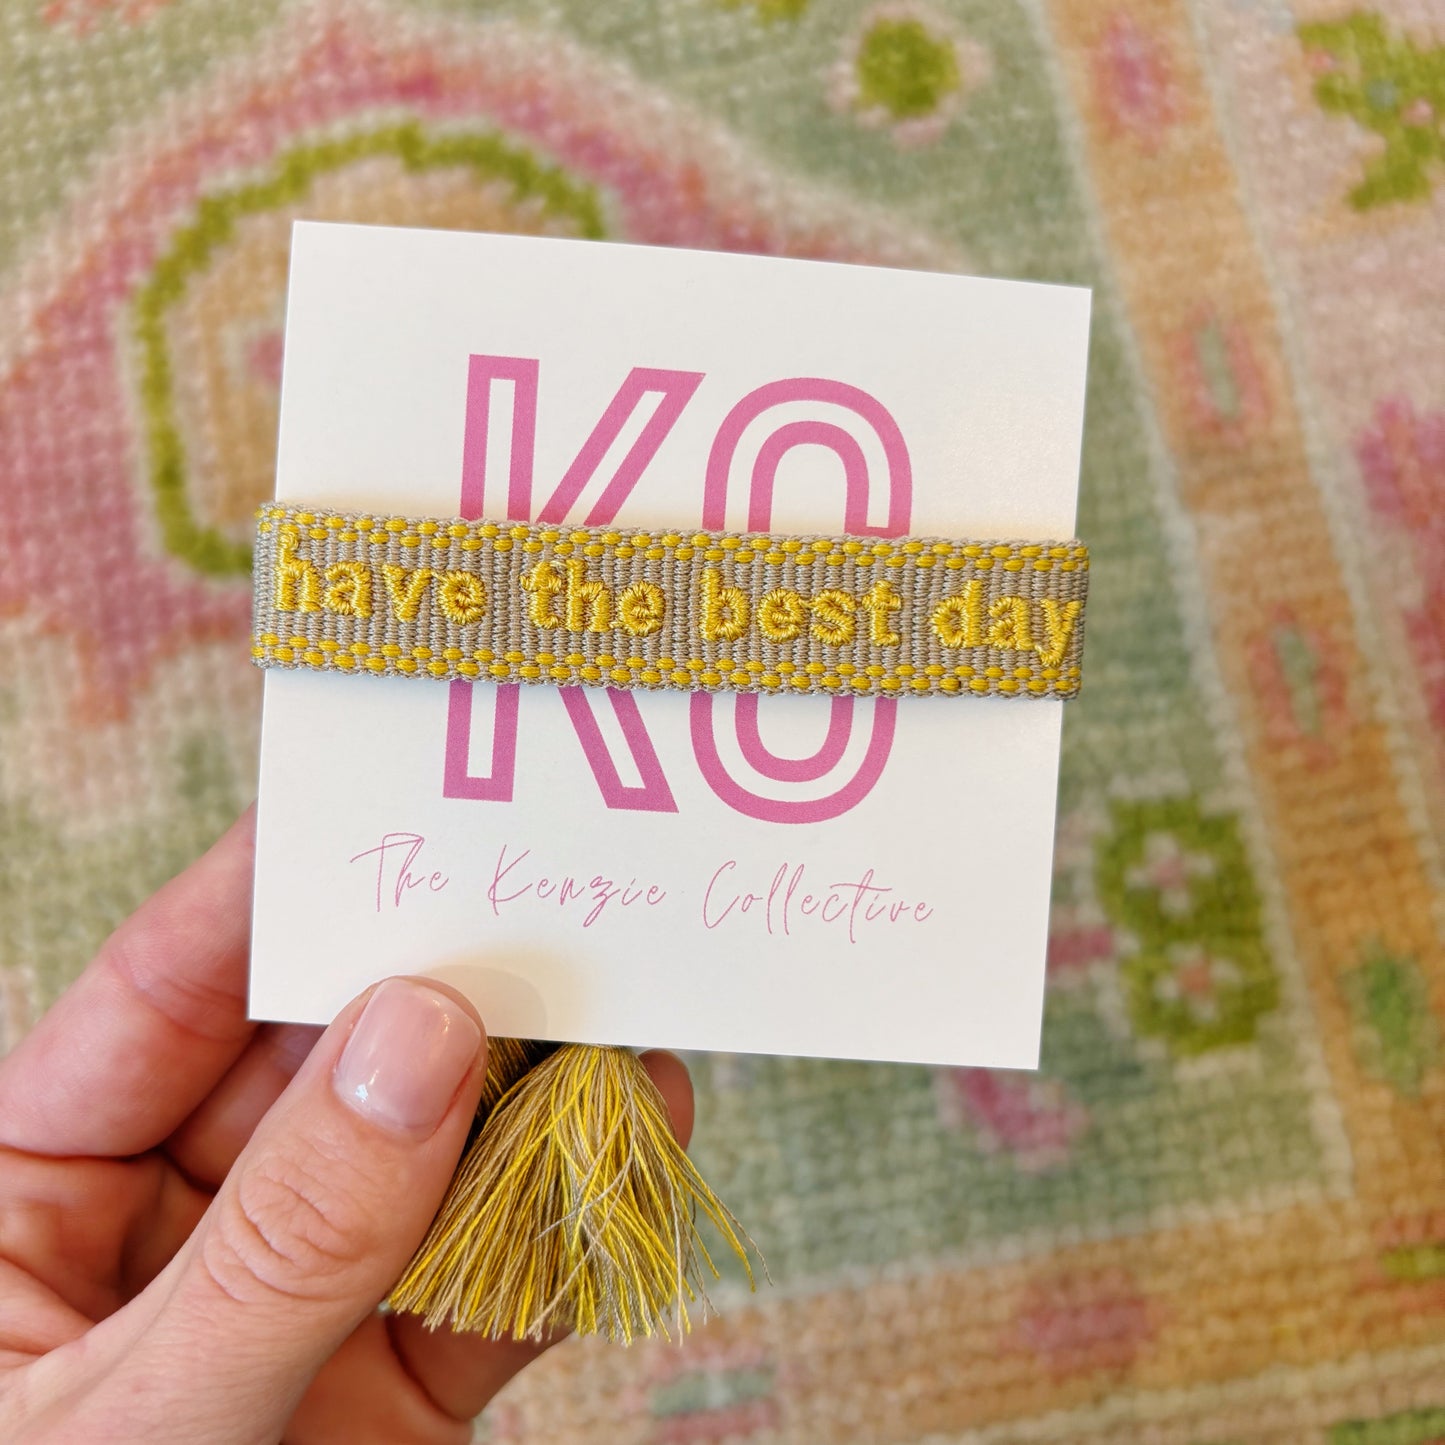 KC
have the best day
The Kenzie Collective